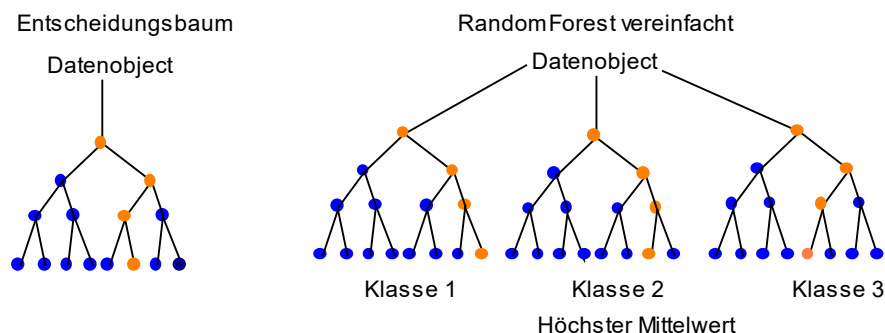 Entscheidungsbaum
Datenobject
RandomForest vereinfacht
Datenobject
Klasse 1
Klasse 2
Klasse 3
Höchster Mittelwert